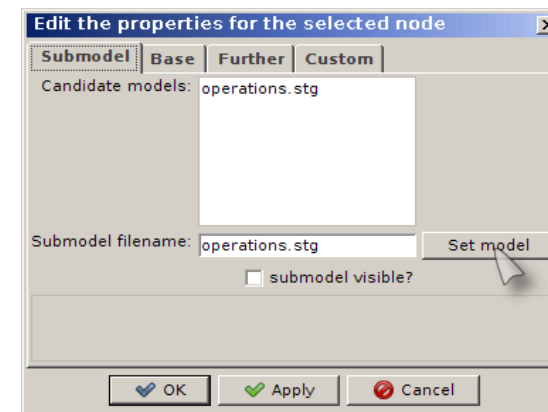 Edit the properties for the selected node
Submodel Base Further Custom
Candidate models: operations.stg
Submodel filename: operations.stg Set model
submodel visible?
OK Apply Cancel